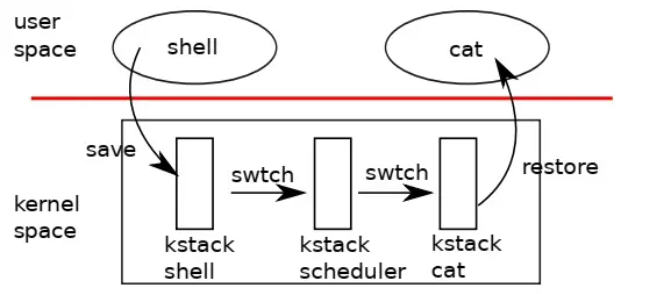 user
space
shell
cat
save
swtch
swtch
restore
kernel
space
kstack
shell
kstack
scheduler
kstack
cat